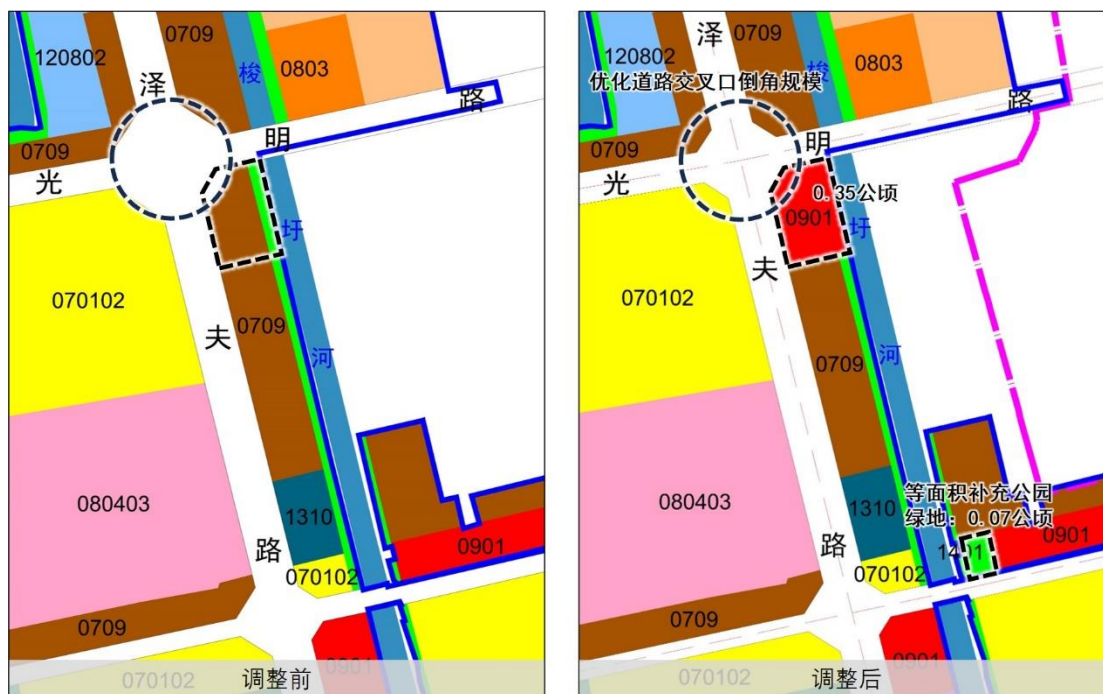 120802
0709
梭
0803
泽
路
明
0709
光
圩
070102
0709
夫
河
080403
1310
路
0901
070102
0709
0901
070102
调整前
泽
0709
120802
梭
0803
优化道路交叉口倒角规模
路
明
0709
光
0.35公顷
0901
圩
夫
070102
0709
河
080403
等面积补充公园
绿地：0.07公顷
1310
路
1401
0901
070102
0709
0901
070102
调整后